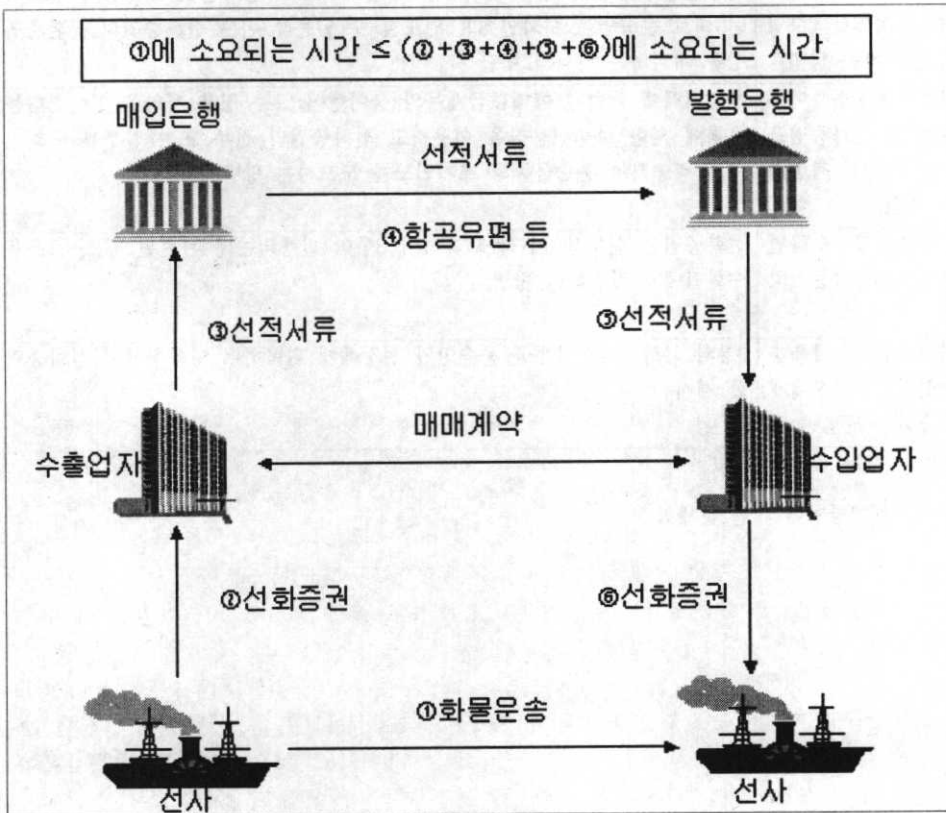 ①에 소요되는 시간 ≤ (②+③+④+⑤+⑥)에 소요되는 시간
매입은행
발행은행
선적서류
④항공우편 등
③선적서류
⑤선적서류
매매계약
수출업자
수입업자
②선화증권
⑥선화증권
①화물운송
선사
선사